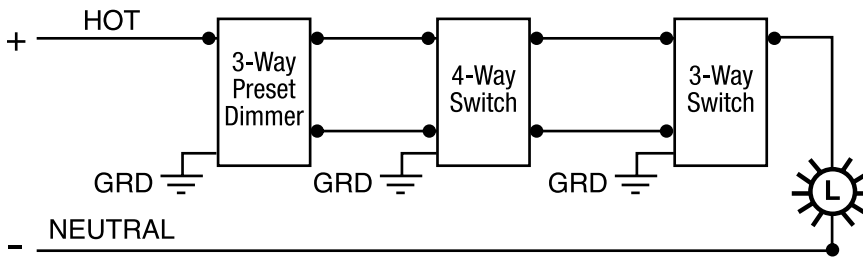 HOT
+
3-Way
Preset
Dimmer
4-Way
Switch
3-Way
Switch
GRD
GRD
GRD
L
NEUTRAL
-